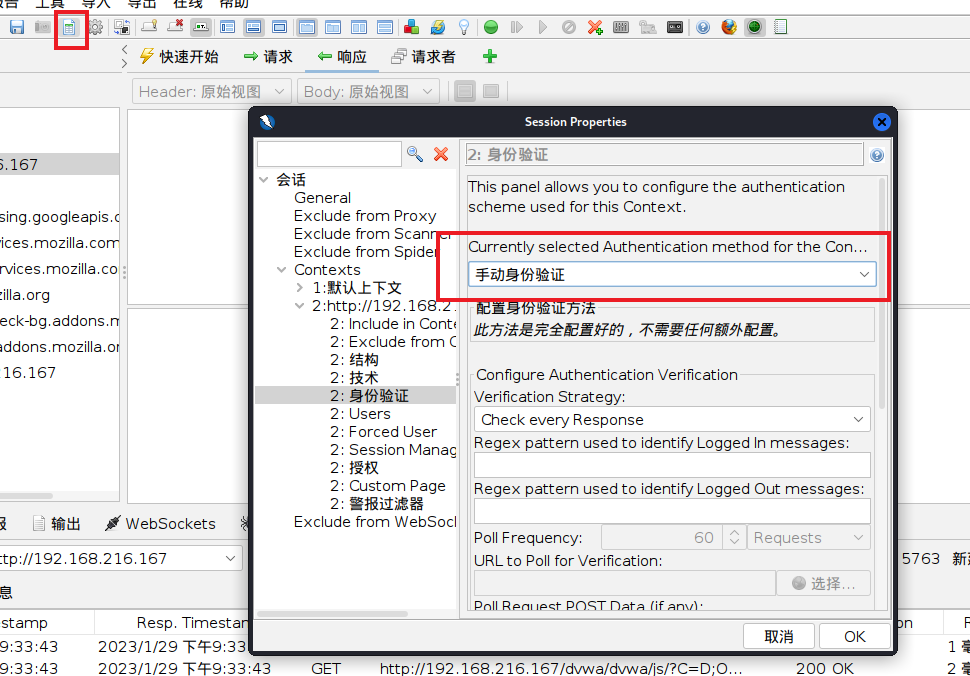 工具 导入 导出 在线 帮助
快速开始 请求 响应 请求者
Header: 原始视图 Body: 原始视图
Session Properties
6.167
sing.googleapis.c
vices.mozilla.com
rvices.mozilla.co
zilla.org
eck-bg.addons.m
addons.mozilla.or
16.167
会话
General
Exclude from Proxy
Exclude from Scanner
Exclude from Spider
Contexts
1:默认上下文
2:http://192.168.2
2: Include in Conte
2: Exclude from C
2: 结构
2: 技术
2: 身份验证
2: Users
2: Forced User
2: Session Manag
2: 授权
2: Custom Page
2: 警报过滤器
Exclude from WebSock
2: 身份验证
This panel allows you to configure the authentication
scheme used for this Context.
Currently selected Authentication method for the Con...
手动身份验证
配置身份验证方法
此方法是完全配置好的，不需要任何额外配置。
Configure Authentication Verification
Verification Strategy:
Check every Response
Regex pattern used to identify Logged In messages:
Regex pattern used to identify Logged Out messages:
Poll Frequency: 60 Requests
URL to Poll for Verification:
选择...
Poll Request POST Data (if any):
取消 OK
报 输出 WebSockets
ttp://192.168.216.167 5763 新
息
stamp Resp. Timestam on
9:33:43 2023/1/29 下午9:33 1 毫
9:33:43 2023/1/29 下午9:33:43 GET http://192.168.216.167/dvwa/dvwa/js/?C=D;O... 200 OK 2 毫